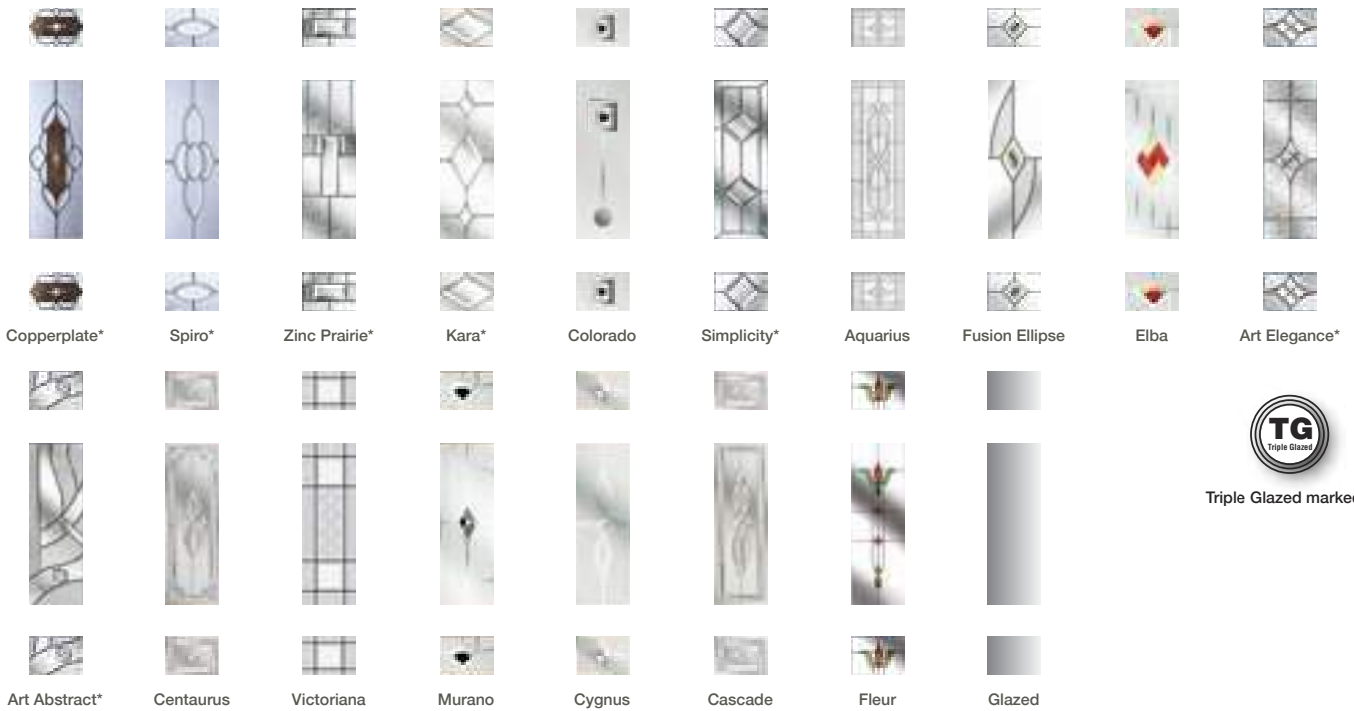 Copperplate* Spiro* Zinc Prairie* Kara* Colorado Simplicity* Aquarius Fusion Ellipse Elba Art Elegance*
TG
Triple Glazed
Triple Glazed marked
Art Abstract* Centaurus Victoriana Murano Cygnus Cascade Fleur Glazed